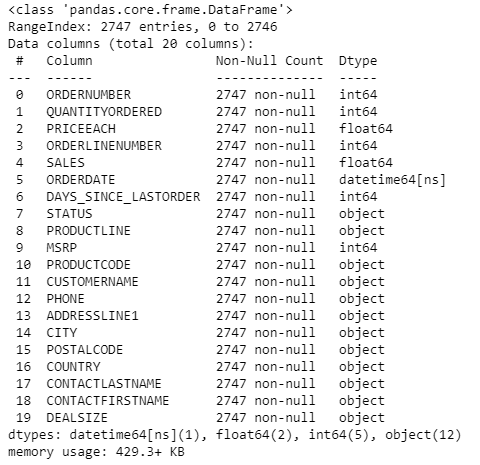 <class 'pandas.core.frame.DataFrame'>
RangeIndex: 2747 entries, 0 to 2746
Data columns (total 20 columns):
 #   Column              Non-Null Count  Dtype
---  ------              --------------  -----
 0   ORDERNUMBER         2747 non-null   int64
 1   QUANTITYORDERED     2747 non-null   int64
 2   PRICEEACH           2747 non-null   float64
 3   ORDERLINENUMBER     2747 non-null   int64
 4   SALES               2747 non-null   float64
 5   ORDERDATE           2747 non-null   datetime64[ns]
 6   DAYS_SINCE_LASTORDER  2747 non-null   int64
 7   STATUS              2747 non-null   object
 8   PRODUCTLINE         2747 non-null   object
 9   MSRP                2747 non-null   int64
 10  PRODUCTCODE         2747 non-null   object
 11  CUSTOMERNAME        2747 non-null   object
 12  PHONE               2747 non-null   object
 13  ADDRESSLINE1        2747 non-null   object
 14  CITY                2747 non-null   object
 15  POSTALCODE          2747 non-null   object
 16  COUNTRY             2747 non-null   object
 17  CONTACTLASTNAME     2747 non-null   object
 18  CONTACTFIRSTNAME    2747 non-null   object
 19  DEALSIZE            2747 non-null   object
dtypes: datetime64[ns](1), float64(2), int64(5), object(12)
memory usage: 429.3+ KB